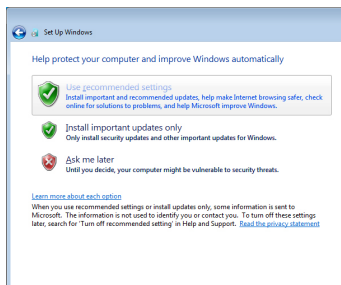 Set Up Windows
Help protect your computer and improve Windows automatically
Use recommended settings
Install important and recommended updates, help make Internet browsing safer, check
online for solutions to problems, and help Microsoft improve Windows.
Install important updates only
Only install security updates and other important updates for Windows.
Ask me later
Until you decide, your computer might be vulnerable to security threats.
Learn more about each option
When you use recommended settings or install updates only, some information is sent to
Microsoft. The information is not used to identify you or contact you. To turn off these settings
later, search for 'Turn off recommended setting' in Help and Support. Read the privacy statement